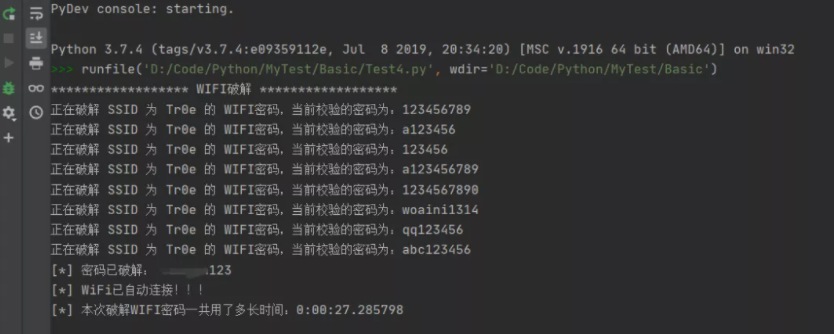 PyDev console: starting.
Python 3.7.4 (tags/v3.7.4:e09359112e, Jul 8 2019, 20:34:20) [MSC v.1916 64 bit (AMD64)] on win32
>>> runfile('D:/Code/Python/MyTest/Basic/Test4.py', wdir='D:/Code/Python/MyTest/Basic')
****************** WIFI破解 ******************
正在破解 SSID 为 Tr0e 的 WIFI密码，当前校验的密码为：123456789
正在破解 SSID 为 Tr0e 的 WIFI密码，当前校验的密码为：a123456
正在破解 SSID 为 Tr0e 的 WIFI密码，当前校验的密码为：123456
正在破解 SSID 为 Tr0e 的 WIFI密码，当前校验的密码为：a123456789
正在破解 SSID 为 Tr0e 的 WIFI密码，当前校验的密码为：1234567890
正在破解 SSID 为 Tr0e 的 WIFI密码，当前校验的密码为：woaini1314
正在破解 SSID 为 Tr0e 的 WIFI密码，当前校验的密码为：qq123456
正在破解 SSID 为 Tr0e 的 WIFI密码，当前校验的密码为：abc123456
[*] 密码已破解： 123
[*] WiFi已自动连接！！！
[*] 本次破解WIFI密码一共用了多长时间：0:00:27.285798